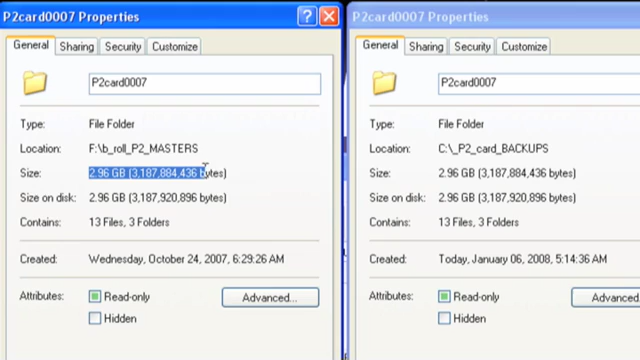 P2card0007 Properties
General Sharing Security Customize
P2card0007
Type: File Folder
Location: F:\b_roll_P2_MASTERS
Size: 2.96 GB (3,187,884,436 bytes)
Size on disk: 2.96 GB (3,187,920,896 bytes)
Contains: 13 Files, 3 Folders
Created: Wednesday, October 24, 2007, 6:29:26 AM
Attributes: Read-only Advanced...
Hidden
P2card0007 Properties
General Sharing Security Customize
P2card0007
Type: File Folder
Location: C:\_P2_card_BACKUPS
Size: 2.96 GB (3,187,884,436 bytes)
Size on disk: 2.96 GB (3,187,920,896 bytes)
Contains: 13 Files, 3 Folders
Created: Today, January 06, 2008, 5:14:36 AM
Attributes: Read-only Advanced
Hidden